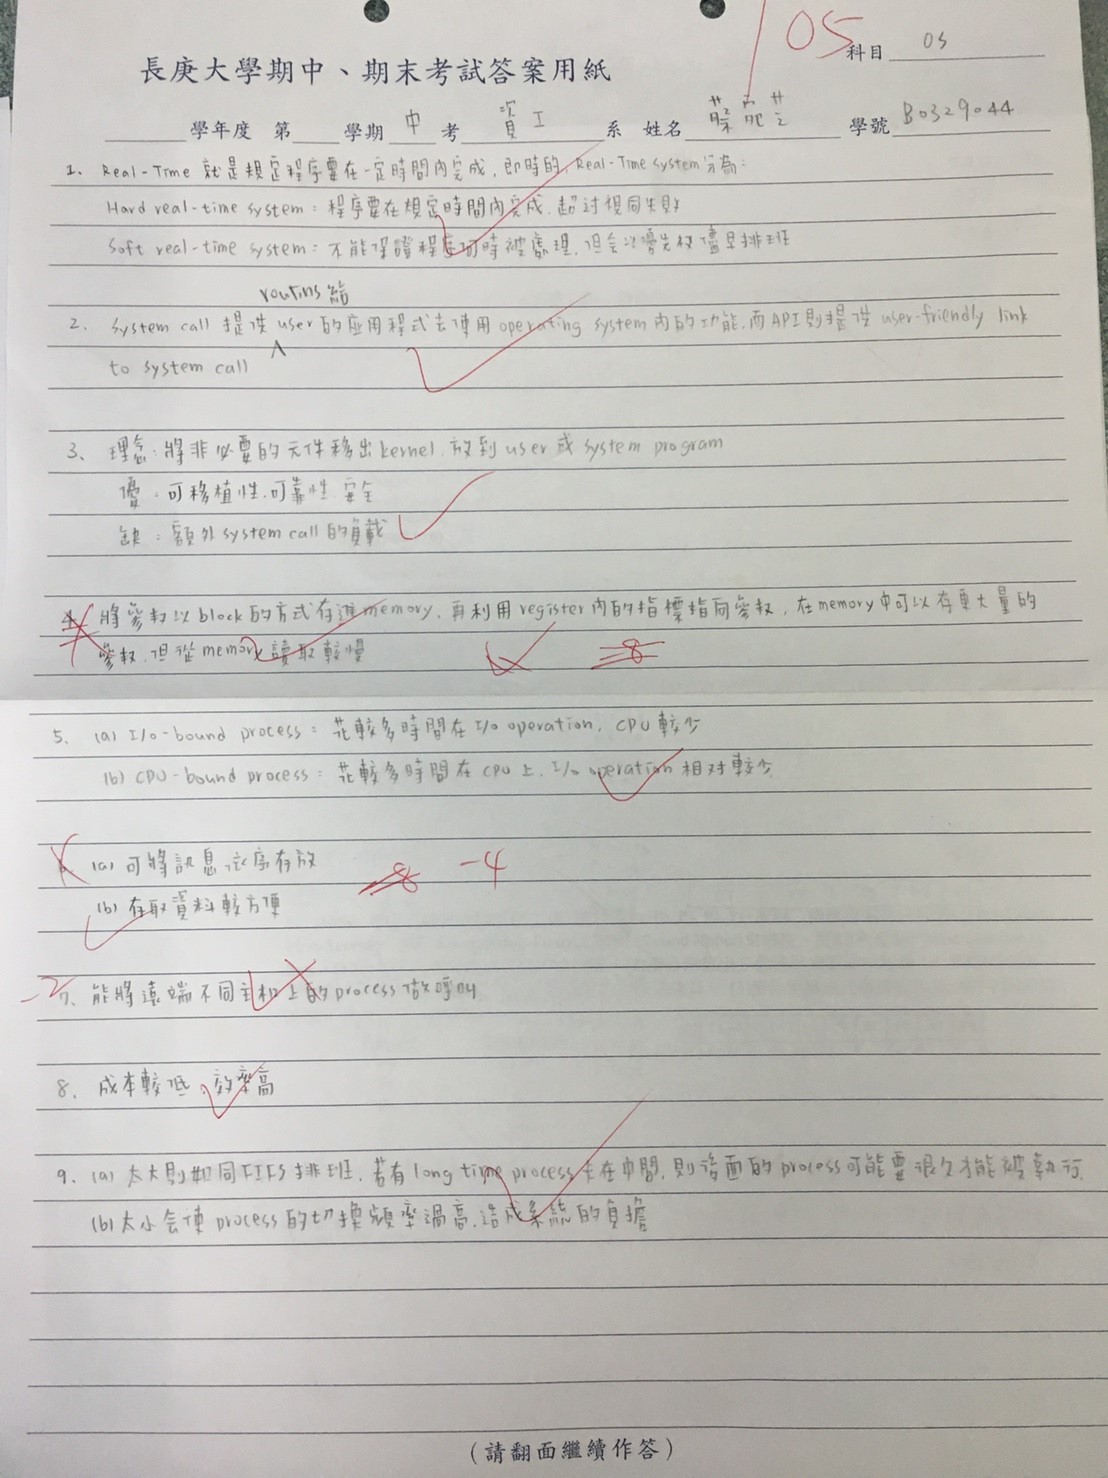 105
長庚大學期中、期末考試答案用紙
科目 OS
學年度 第 學期 中 考 資工 系 姓名 蔡宛芸 學號 B0329044
1. Real-Time 就是規定程序要在一定時間內完成,即時的,Real-Time system分為:
Hard real-time system:程序要在規定時間內完成,超過視同失敗
Soft real-time system:不能保證程序何時被處理,但會以優先權儘早排班
routins 給
2. System call 提供 user 的應用程式去使用 operating system 內的功能,而API則提供 user-friendly link
to system call
3、 理念:將非必要的元件移出 kernel,放到 user 或 system program
優:可移植性.可靠性 安全
缺:額外 system call 的負載
4. 將參數以 block 的方式存進 memory,再利用 register 內的指標指向參數,在 memory 中可以存更大量的
參數,但從 memory 讀取較慢
=8
5. (a) I/o-bound process:花較多時間在 I/o operation, CPU 較少
(b) CPU-bound process:花較多時間在 CPU 上,I/o operation 相對較少
(a) 可將訊息依序存放
=8 -4
(b) 存取資料較方便
-2
7、能將遠端不同主機上的 process 做呼叫
8. 成本較低、效率高
9. (a) 太大則如同FIFS排班,若有 long time process 卡在中間,則後面的 process 可能要很久才能被執行.
(b) 太小会使 process 的切換頻率過高,造成系統的負擔
(請翻面繼續作答)